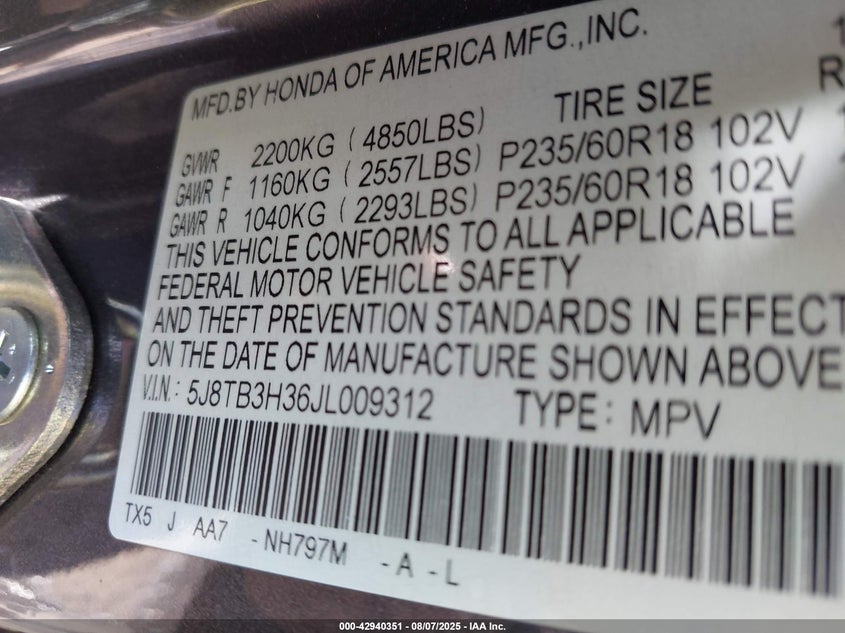 MFD.BY HONDA OF AMERICA MFG.,INC.
TIRE SIZE
GVWR 2200KG (4850LBS)
GAWR F 1160KG (2557LBS) P235/60R18 102V
GAWR R 1040KG (2293LBS) P235/60R18 102V
THIS VEHICLE CONFORMS TO ALL APPLICABLE
FEDERAL MOTOR VEHICLE SAFETY
AND THEFT PREVENTION STANDARDS IN EFFECT
ON THE DATE OF MANUFACTURE SHOWN ABOVE
V.I.N.: 5J8TB3H36JL009312 TYPE: MPV
TX5 J AA7 -NH797M -A -L
000-42940351 - 08/07/2025 - IAA Inc.